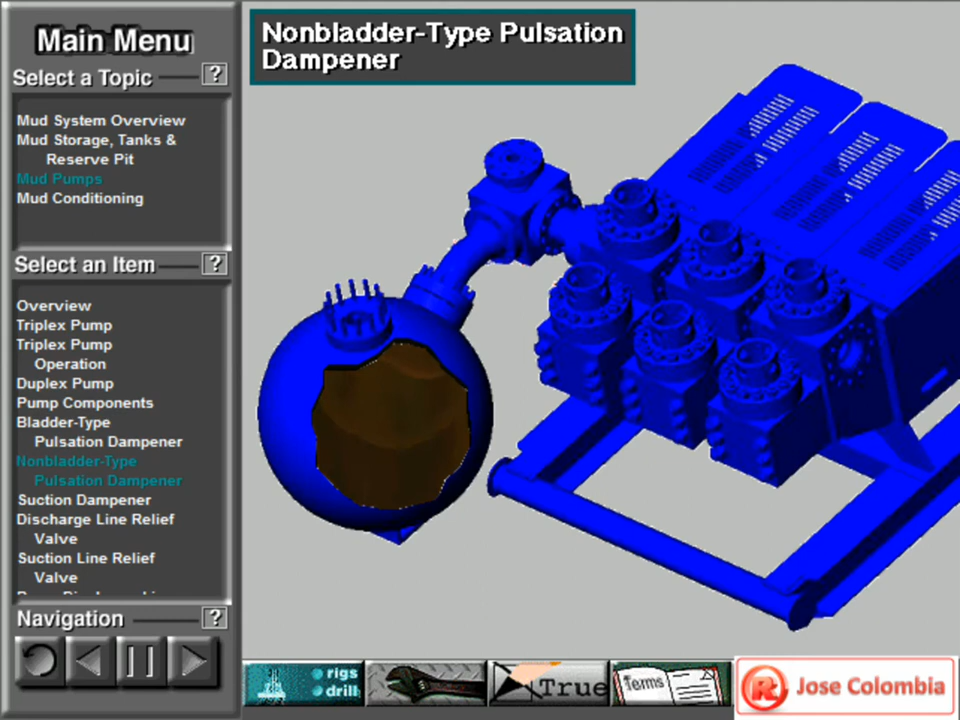 Main Menu
Select a Topic ?
Mud System Overview
Mud Storage, Tanks &
Reserve Pit
Mud Pumps
Mud Conditioning
Select an Item ?
Overview
Triplex Pump
Triplex Pump
Operation
Duplex Pump
Pump Components
Bladder-Type
Pulsation Dampener
Nonbladder-Type
Pulsation Dampener
Suction Dampener
Discharge Line Relief
Valve
Suction Line Relief
Valve
Navigation ?
Nonbladder-Type Pulsation
Dampener
rigs
drill
True
Terms
R Jose Colombia